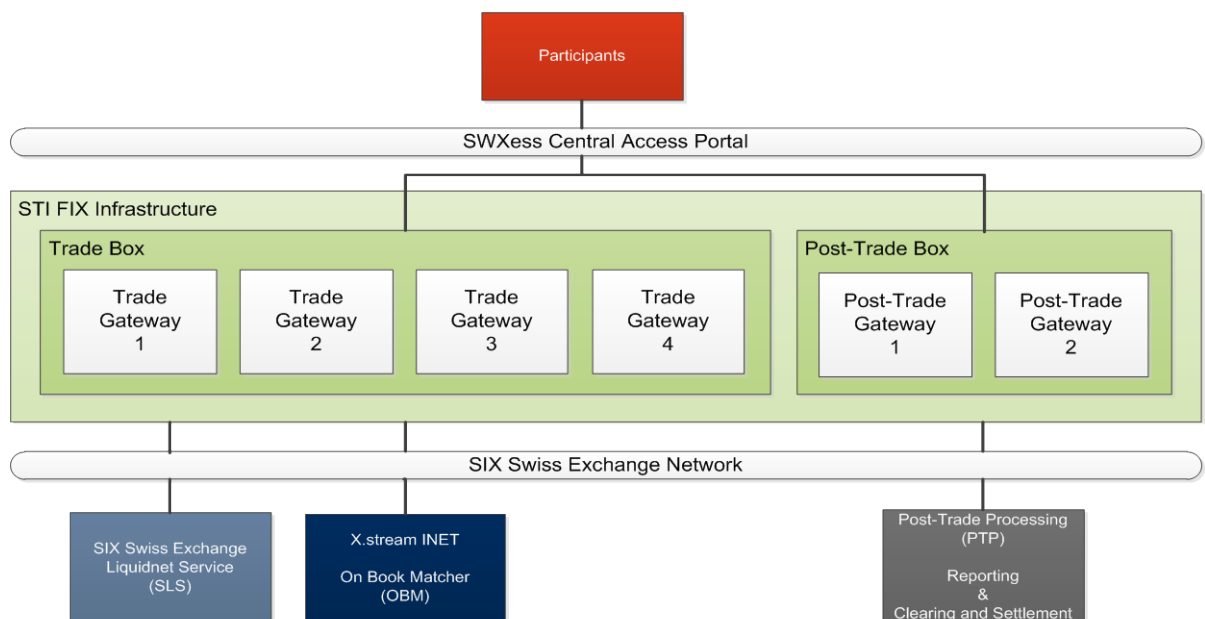 Participants
SWXess Central Access Portal
STI FIX Infrastructure
Trade Box
Trade
Gateway
1
Trade
Gateway
2
Trade
Gateway
3
Trade
Gateway
4
Post-Trade Box
Post-Trade
Gateway
1
Post-Trade
Gateway
2
SIX Swiss Exchange Network
SIX Swiss Exchange
Liquidnet Service
(SLS)
X.stream INET
On Book Matcher
(OBM)
Post-Trade Processing
(PTP)
Reporting
&
Clearing and Settlement